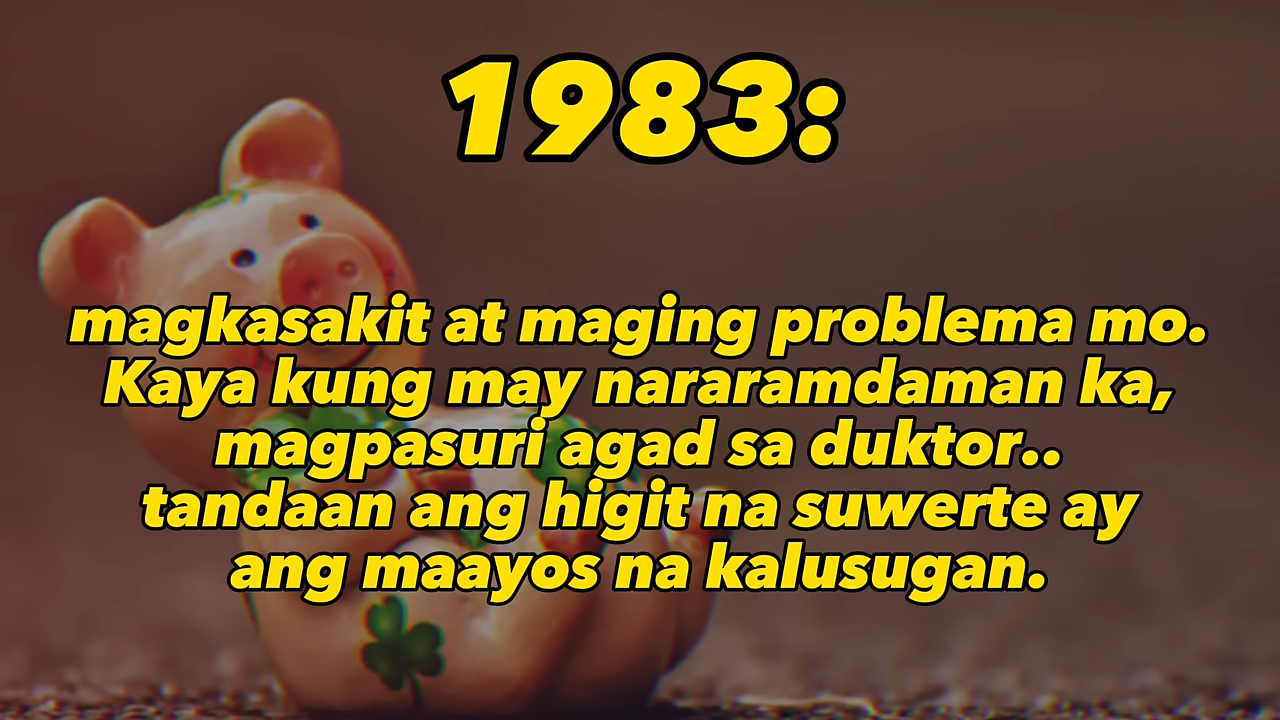 1983:
magkasakit at maging problema mo.
Kaya kung may nararamdaman ka,
magpasuri agad sa duktor..
tandaan ang higit na suwerte ay
ang maayos na kalusugan.